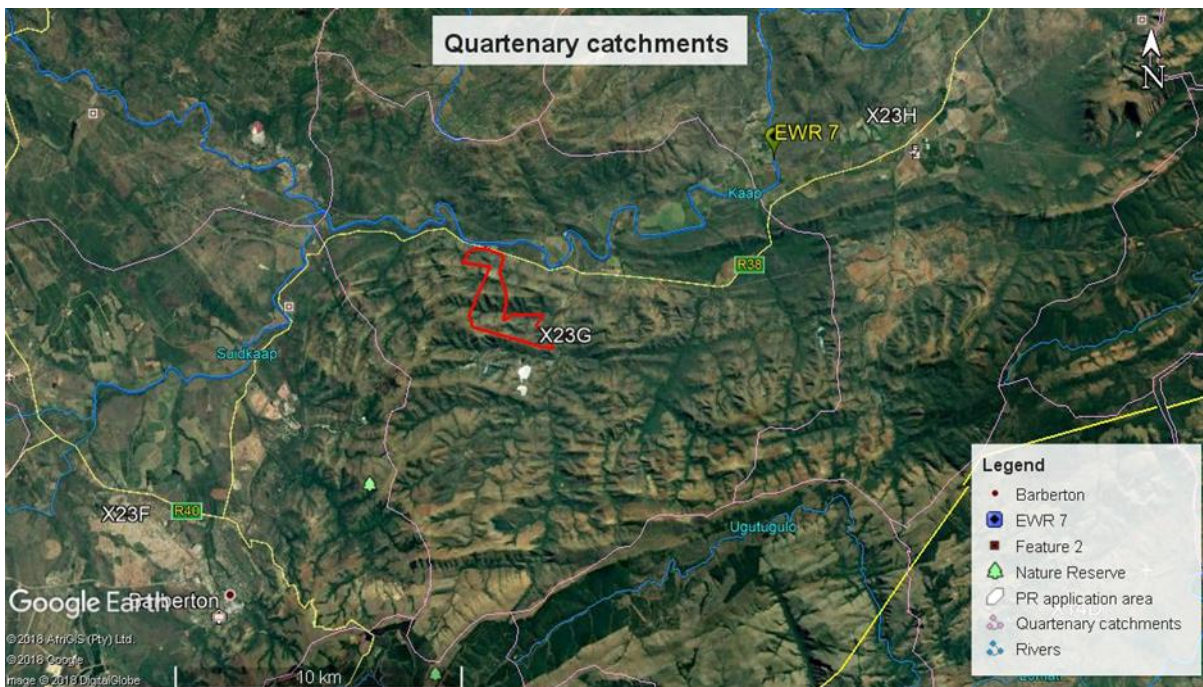 Quartenary catchments
N
EWR 7
X23H
Kaap
R38
X23G
Suidkaap
X23F
R40
Ugutugulo
Barberton
Google Earth
© 2018 AfriGIS (Pty) Ltd.
© 2018 Google
Image © 2018 DigitalGlobe
10 km
Legend
Barberton
EWR 7
Feature 2
Nature Reserve
PR application area
Quartenary catchments
Rivers
X14D